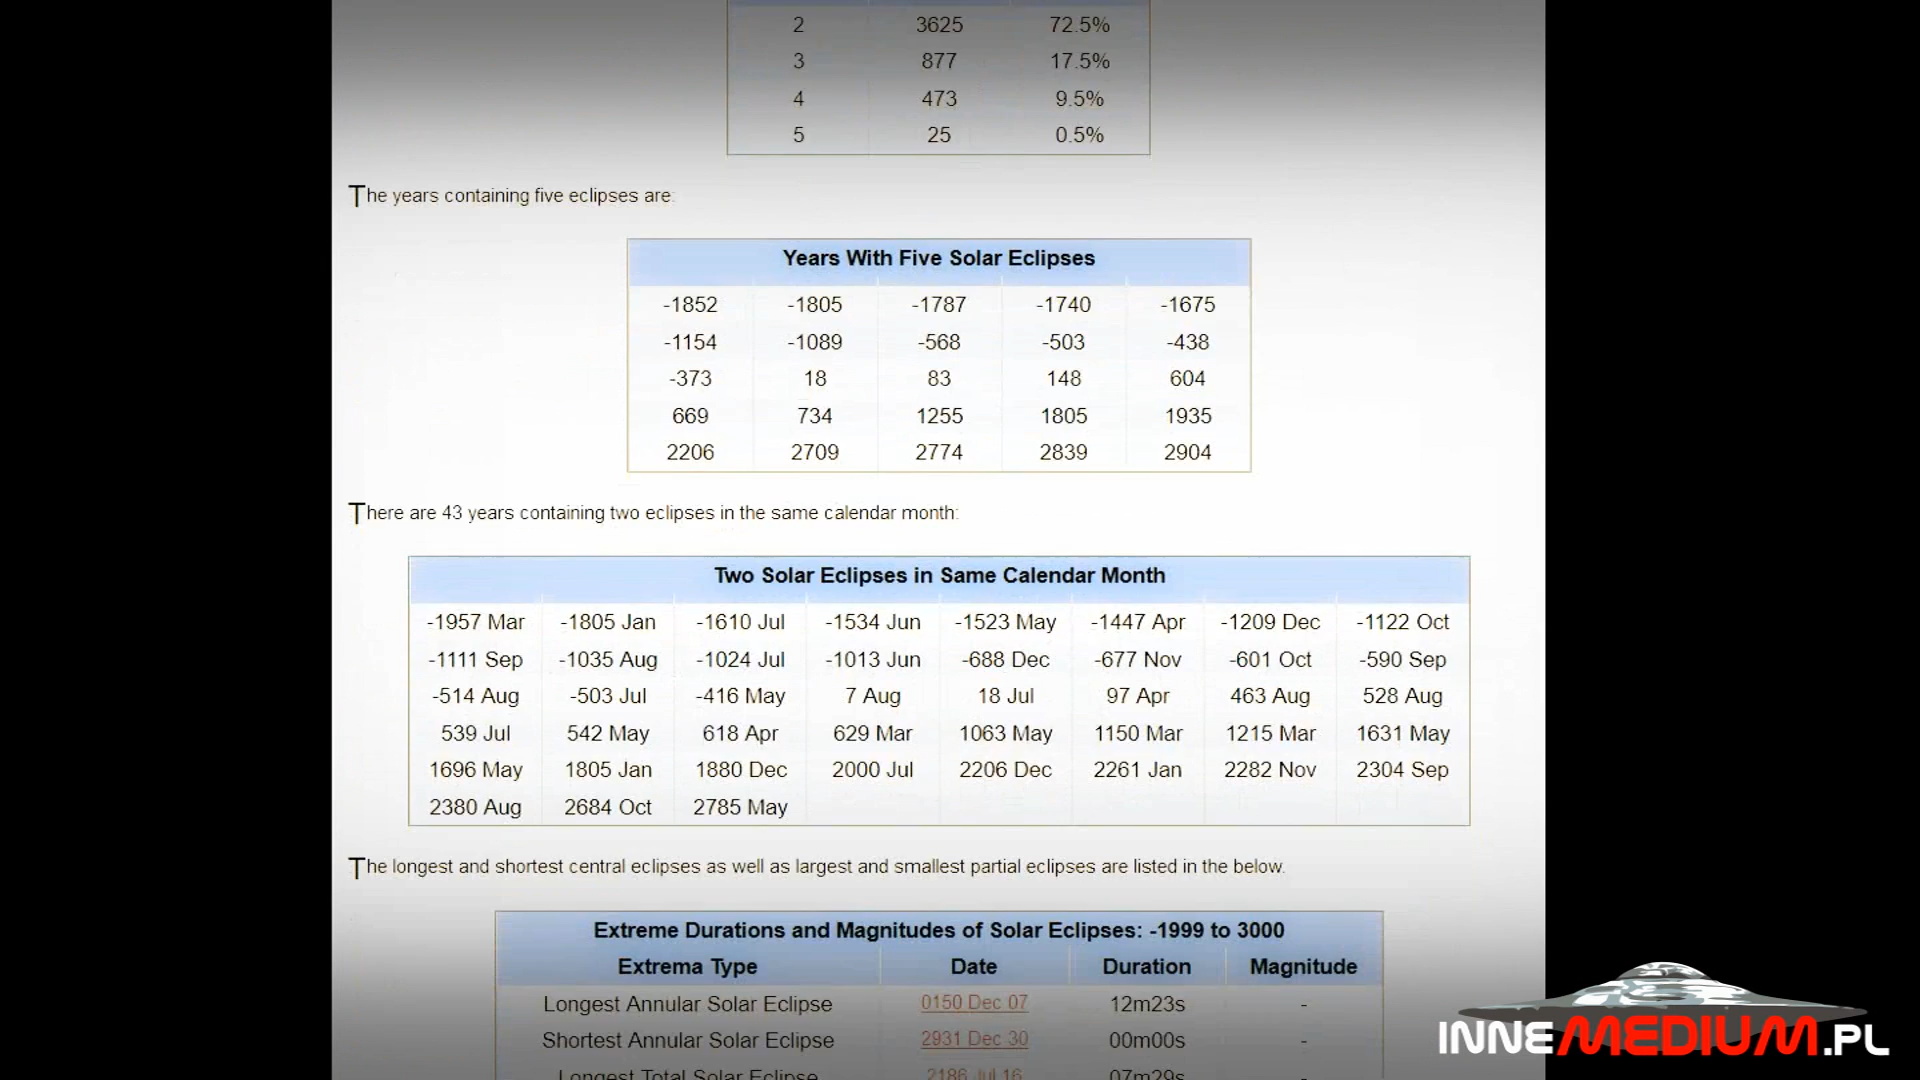 2 3625 72.5%
3 877 17.5%
4 473 9.5%
5 25 0.5%
The years containing five eclipses are:
Years With Five Solar Eclipses
-1852 -1805 -1787 -1740 -1675
-1154 -1089 -568 -503 -438
-373 18 83 148 604
669 734 1255 1805 1935
2206 2709 2774 2839 2904
There are 43 years containing two eclipses in the same calendar month:
Two Solar Eclipses in Same Calendar Month
-1957 Mar -1805 Jan -1610 Jul -1534 Jun -1523 May -1447 Apr -1209 Dec -1122 Oct
-1111 Sep -1035 Aug -1024 Jul -1013 Jun -688 Dec -677 Nov -601 Oct -590 Sep
-514 Aug -503 Jul -416 May 7 Aug 18 Jul 97 Apr 463 Aug 528 Aug
539 Jul 542 May 618 Apr 629 Mar 1063 May 1150 Mar 1215 Mar 1631 May
1696 May 1805 Jan 1880 Dec 2000 Jul 2206 Dec 2261 Jan 2282 Nov 2304 Sep
2380 Aug 2684 Oct 2785 May
The longest and shortest central eclipses as well as largest and smallest partial eclipses are listed in the below.
Extreme Durations and Magnitudes of Solar Eclipses: -1999 to 3000
Extrema Type Date Duration Magnitude
Longest Annular Solar Eclipse 0150 Dec 07 12m23s -
Shortest Annular Solar Eclipse 2931 Dec 30 00m00s -
Longest Total Solar Eclipse 2186 Jul 16 07m29s
INNEMEDIUM.PL